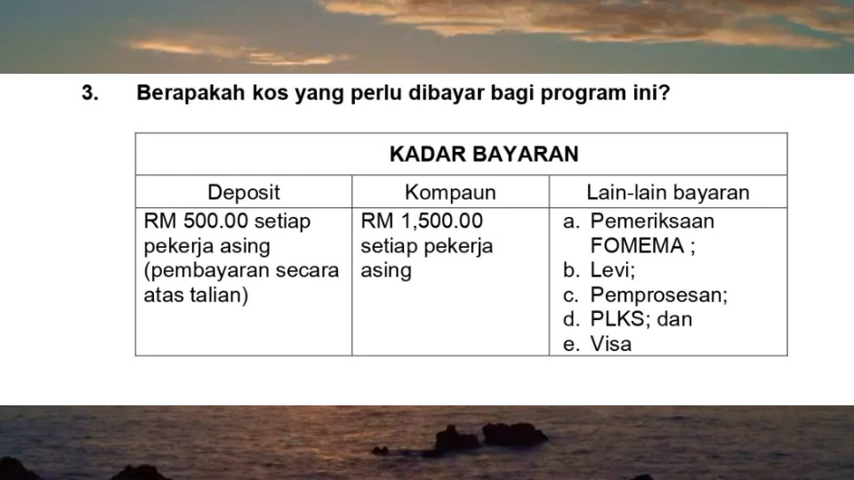 3. Berapakah kos yang perlu dibayar bagi program ini?
KADAR BAYARAN
Deposit
Kompaun
Lain-lain bayaran
RM 500.00 setiap
pekerja asing
(pembayaran secara
atas talian)
RM 1,500.00
setiap pekerja
asing
a. Pemeriksaan
FOMEMA ;
b. Levi;
c. Pemprosesan;
d. PLKS; dan
e. Visa